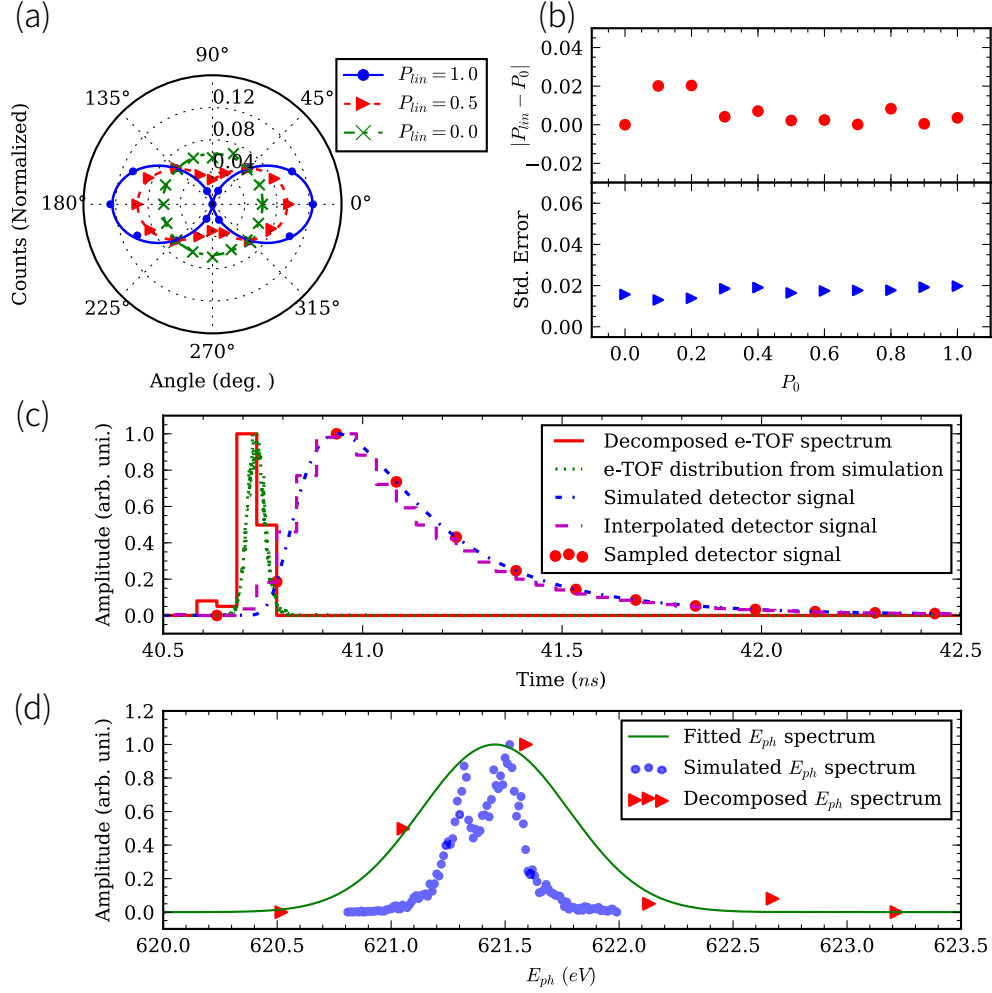 (a)
90°
135°
45°
0.12
0.08
0.04
180°
0°
225°
315°
270°
Counts (Normalized)
Angle (deg. )
P_lin = 1.0
P_lin = 0.5
P_lin = 0.0
(b)
0.04
0.02
0.00
−0.02
|P_lin − P_0|
0.06
0.04
0.02
0.00
Std. Error
0.0 0.2 0.4 0.6 0.8 1.0
P_0
(c)
1.0
0.8
0.6
0.4
0.2
0.0
Amplitude (arb. uni.)
Decomposed e-TOF spectrum
e-TOF distribution from simulation
Simulated detector signal
Interpolated detector signal
Sampled detector signal
40.5 41.0 41.5 42.0 42.5
Time (ns)
(d)
1.2
1.0
0.8
0.6
0.4
0.2
0.0
Amplitude (arb. uni.)
Fitted E_ph spectrum
Simulated E_ph spectrum
Decomposed E_ph spectrum
620.0 620.5 621.0 621.5 622.0 622.5 623.0 623.5
E_ph (eV)